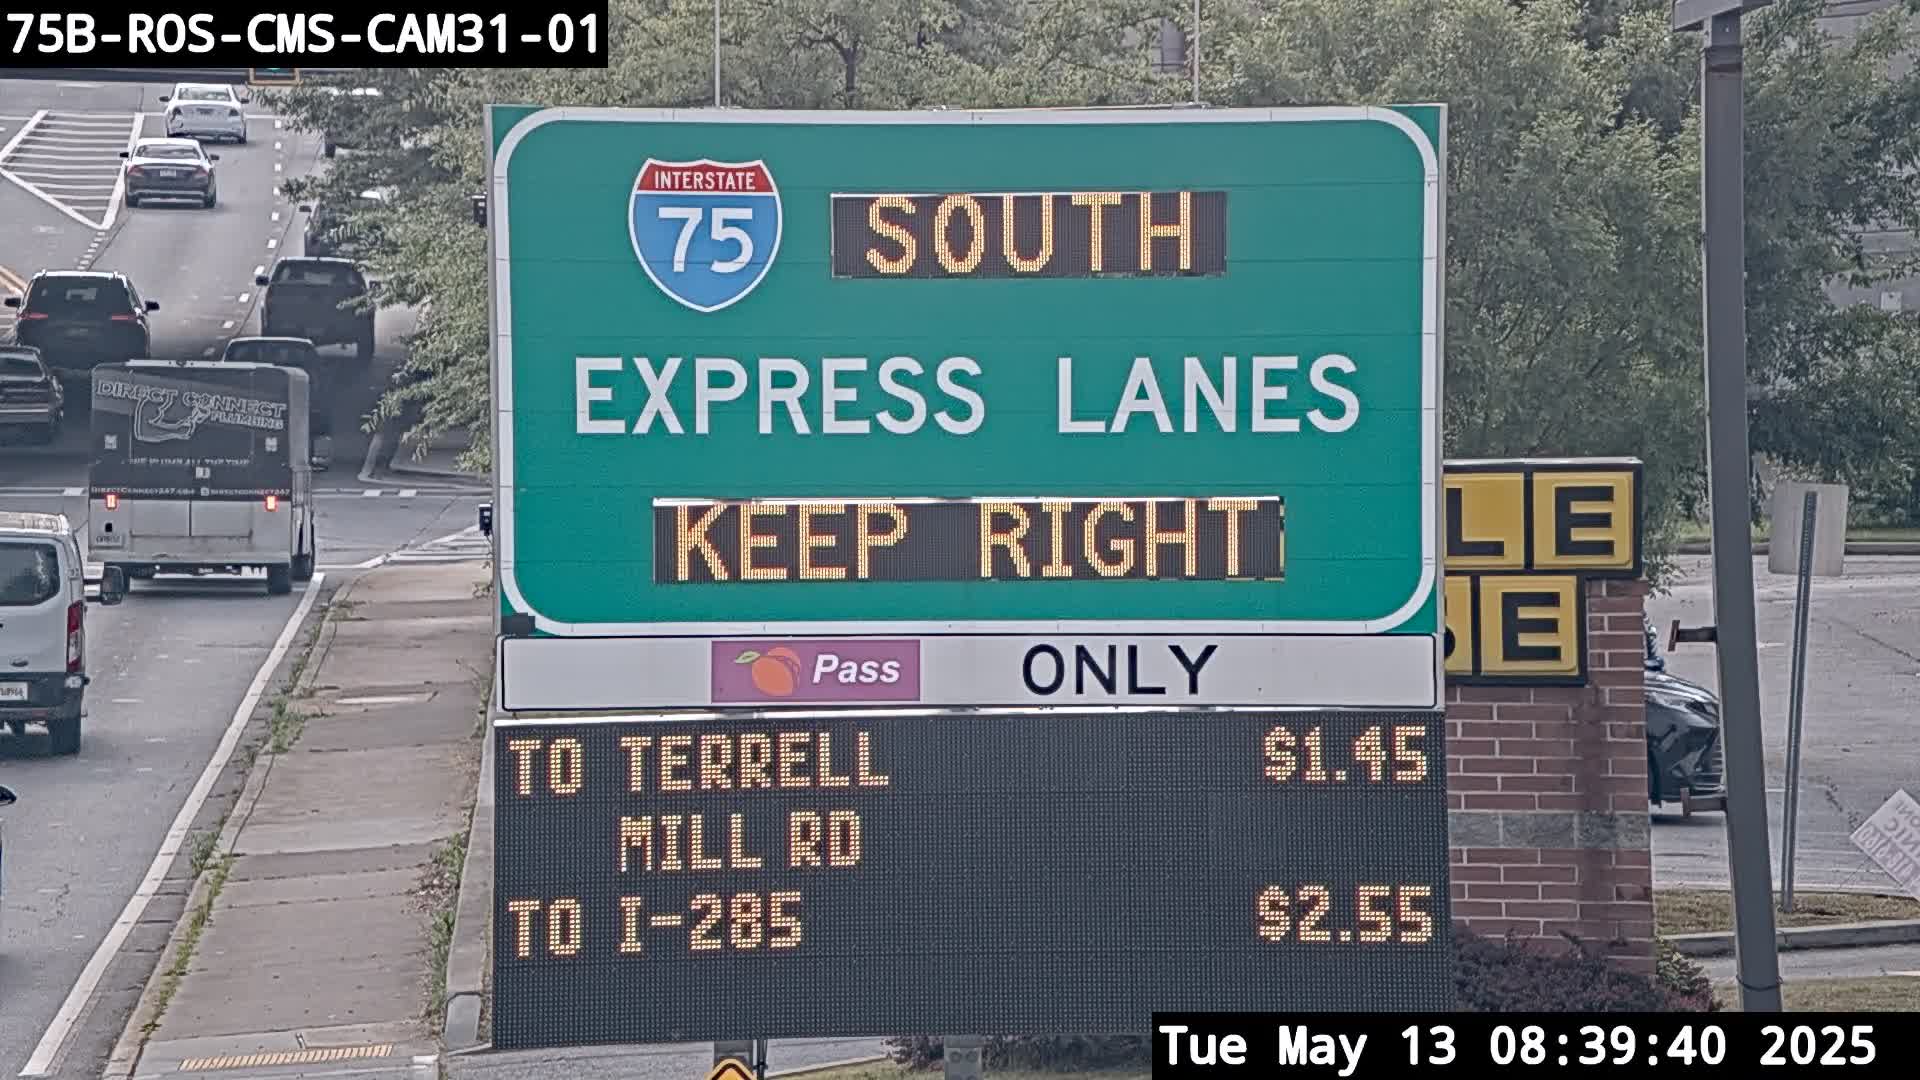 75B-ROS-CMS-CAM31-01
INTERSTATE
75
SOUTH
EXPRESS LANES
KEEP RIGHT
Pass ONLY
TO TERRELL $1.45
MILL RD
TO I-285 $2.55
DIRECT CONNECT
PLUMBING
LE
E
Tue May 13 08:39:40 2025